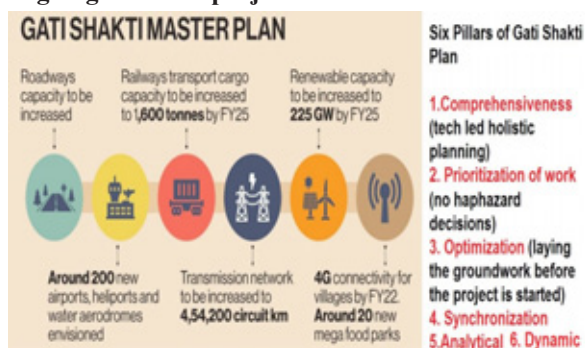 GATI SHAKTI MASTER PLAN
Roadways
capacity to be
increased
Railways transport cargo
capacity to be increased
to 1,600 tonnes by FY25
Renewable capacity
to be increased to
225 GW by FY25
Around 200 new
airports, heliports and
water aerodromes
envisioned
Transmission network
to be increased to
4,54,200 circuit km
4G connectivity for
villages by FY22.
Around 20 new
mega food parks
Six Pillars of Gati Shakti
Plan
1.Comprehensiveness
(tech led holistic
planning)
2. Prioritization of work
(no haphazard
decisions)
3. Optimization (laying
the groundwork before
the project is started)
4. Synchronization
5.Analytical 6. Dynamic